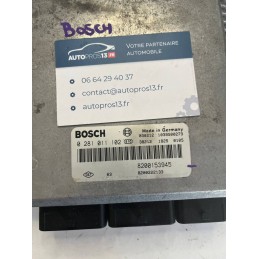 BOSCH
AUTOPROS13.FR
VOTRE PARTENAIRE
AUTOMOBILE
06 64 29 40 37
contact@autopros13.fr
autopros13.fr
BOSCH
Made in Germany
0 281 011 102
8200153945